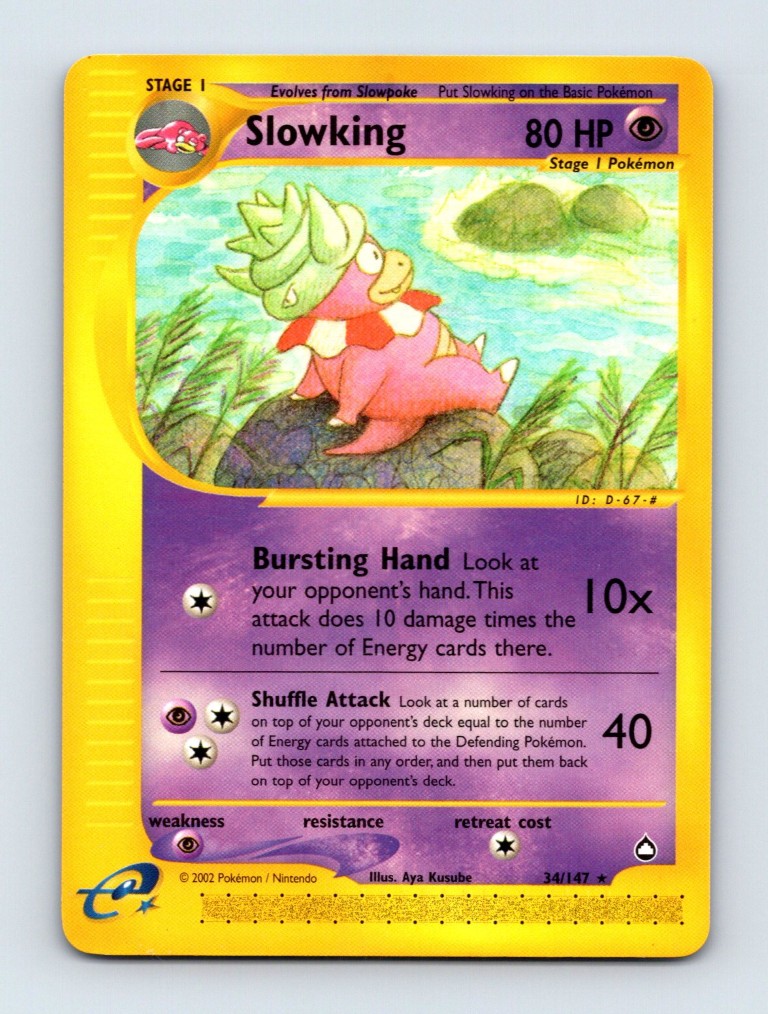 STAGE 1
Evolves from Slowpoke Put Slowking on the Basic Pokémon
Slowking 80 HP
Stage 1 Pokémon
ID: D-67-#
Bursting Hand Look at
your opponent's hand. This
attack does 10 damage times the
number of Energy cards there.
10x
Shuffle Attack Look at a number of cards
on top of your opponent's deck equal to the number
of Energy cards attached to the Defending Pokémon.
Put those cards in any order, and then put them back
on top of your opponent's deck.
40
weakness resistance retreat cost
e
© 2002 Pokémon / Nintendo Illus. Aya Kusube 34/147 ★